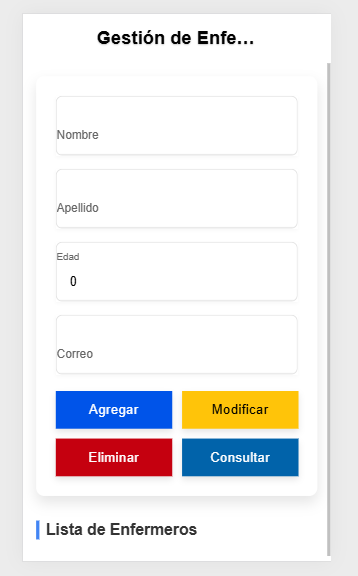 Gestión de Enfe...
Nombre
Apellido
Edad
0
Correo
Agregar
Modificar
Eliminar
Consultar
Lista de Enfermeros